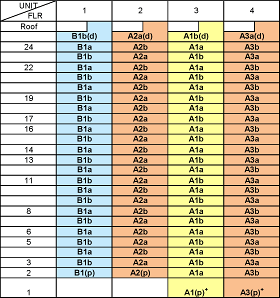 UNIT 1 2 3 4
FLR
Roof
B1b(d) A2a(d) A1b(d) A3a(d)
24 B1a A2b A1a A3b
B1b A2a A1b A3a
22 B1a A2b A1a A3b
B1b A2a A1b A3a
B1a A2b A1a A3b
19 B1b A2a A1b A3a
B1a A2b A1a A3b
17 B1b A2a A1b A3a
16 B1a A2b A1a A3b
B1b A2a A1b A3a
14 B1a A2b A1a A3b
13 B1b A2a A1b A3a
B1a A2b A1a A3b
11 B1b A2a A1b A3a
B1a A2b A1a A3b
B1b A2a A1b A3a
8 B1a A2b A1a A3b
B1b A2a A1b A3a
6 B1a A2b A1a A3b
5 B1b A2a A1b A3a
B1a A2b A1a A3b
3 B1b A2a A1b A3a
2 B1(p) A2(p) A1a A3b
1 A1(p)* A3(p)*